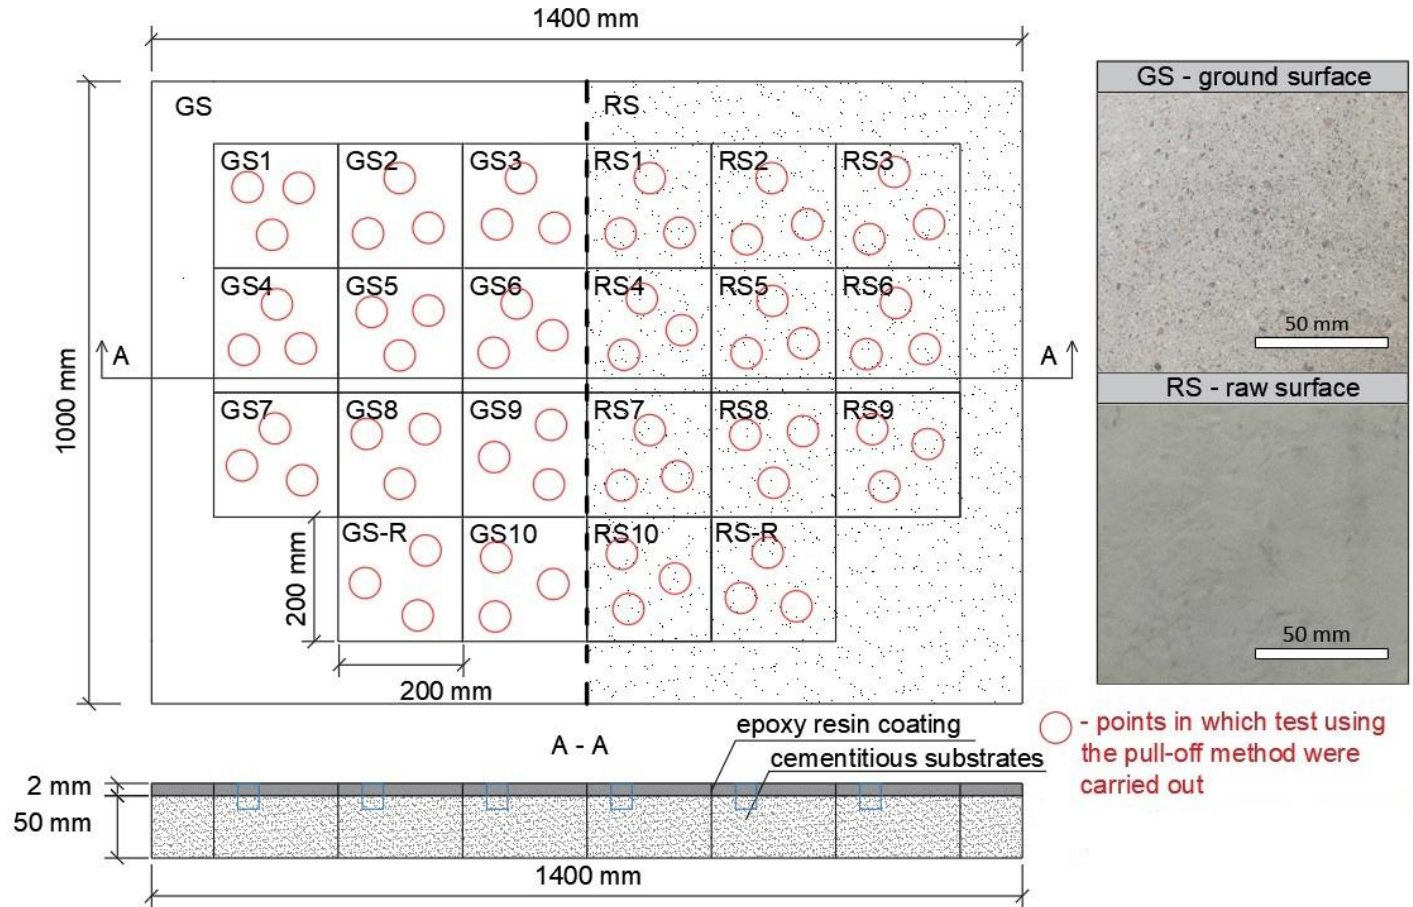 1400 mm
GS - ground surface
GS
RS
GS1
GS2
GS3
RS1
RS2
RS3
GS4
GS5
GS6
RS4
RS5
RS6
50 mm
A
A
1000 mm
RS - raw surface
GS7
GS8
GS9
RS7
RS8
RS9
GS-R
GS10
RS10
RS-R
200 mm
200 mm
50 mm
- points in which test using
the pull-off method were
carried out
A - A
epoxy resin coating
cementitious substrates
2 mm
50 mm
1400 mm